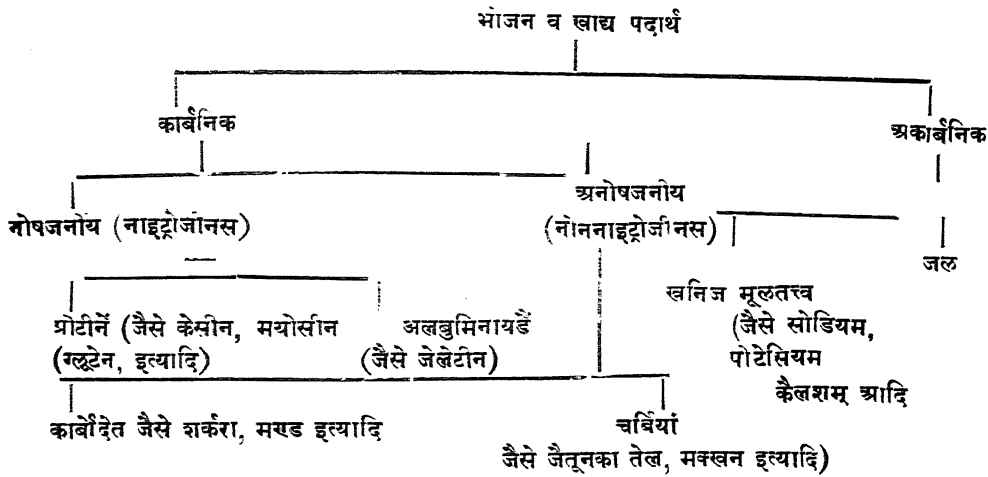 भोजन व खाद्य पदार्थ
कार्बनिक
अकार्बनिक
नोषजनीय (नाइट्रोजीनस)
अनोषजनीय
(नोननाइट्रोजीनस)
जल
प्रोटीनें (जैसे केसीन, मयोसीन
(ग्लूटेन, इत्यादि)
अलबुमिनायडें
(जैसे जेलेटीन)
खनिज मूलतत्त्व
(जैसे सोडियम,
पोटेसियम
कैलशम् आदि
कार्बोदेत जैसे शर्करा, मण्ड इत्यादि
चर्बियां
जैसे जैतूनका तेल, मक्खन इत्यादि)